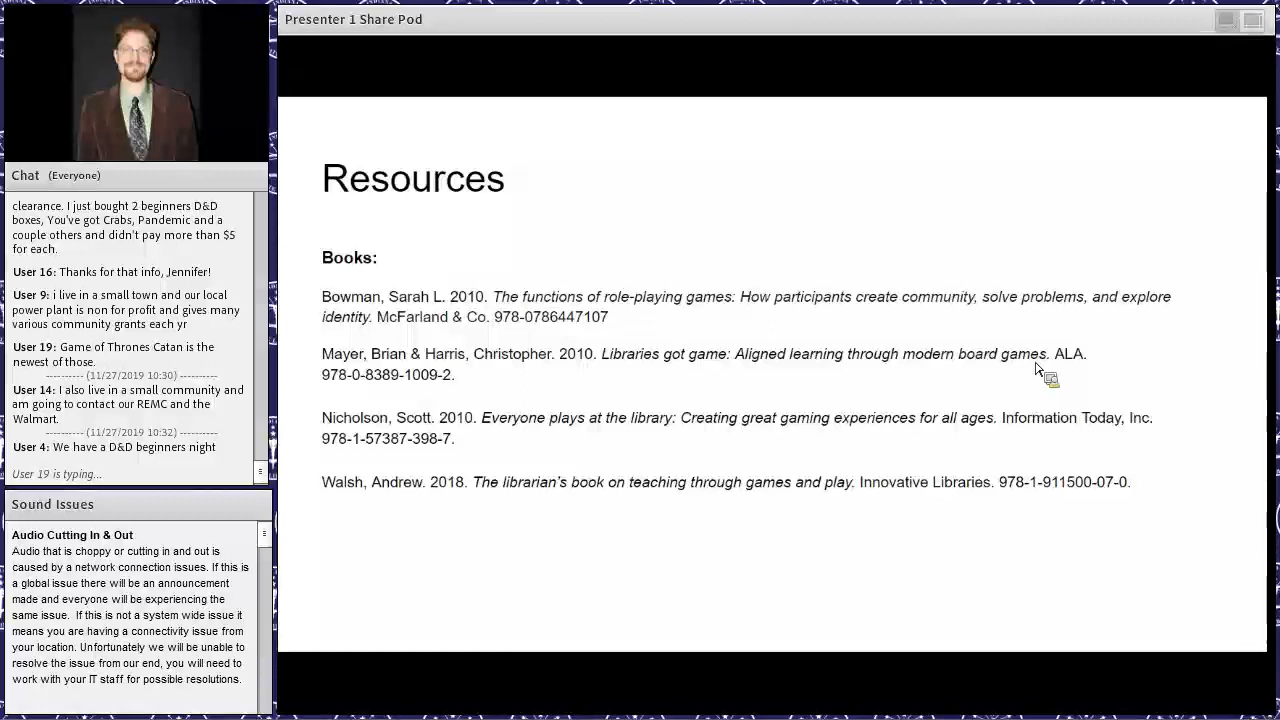 Presenter 1 Share Pod
Chat (Everyone)
clearance. I just bought 2 beginners D&D
boxes, You've got Crabs, Pandemic and a
couple others and didn't pay more than $5
for each.
User 16: Thanks for that info, Jennifer!
User 9: i live in a small town and our local
power plant is non for profit and gives many
various community grants each yr
User 19: Game of Thrones Catan is the
newest of those.
---------- (11/27/2019 10:30) ----------
User 14: I also live in a small community and
am going to contact our REMC and the
Walmart.
---------- (11/27/2019 10:32) ----------
User 4: We have a D&D beginners night
User 19 is typing...
Sound Issues
Audio Cutting In & Out
Audio that is choppy or cutting in and out is
caused by a network connection issues. If this is
a global issue there will be an announcement
made and everyone will be experiencing the
same issue. If this is not a system wide issue it
means you are having a connectivity issue from
your location. Unfortunately we will be unable to
resolve the issue from our end, you will need to
work with your IT staff for possible resolutions.
Resources
Books:
Bowman, Sarah L. 2010. The functions of role-playing games: How participants create community, solve problems, and explore
identity. McFarland & Co. 978-0786447107
Mayer, Brian & Harris, Christopher. 2010. Libraries got game: Aligned learning through modern board games. ALA.
978-0-8389-1009-2.
Nicholson, Scott. 2010. Everyone plays at the library: Creating great gaming experiences for all ages. Information Today, Inc.
978-1-57387-398-7.
Walsh, Andrew. 2018. The librarian's book on teaching through games and play. Innovative Libraries. 978-1-911500-07-0.